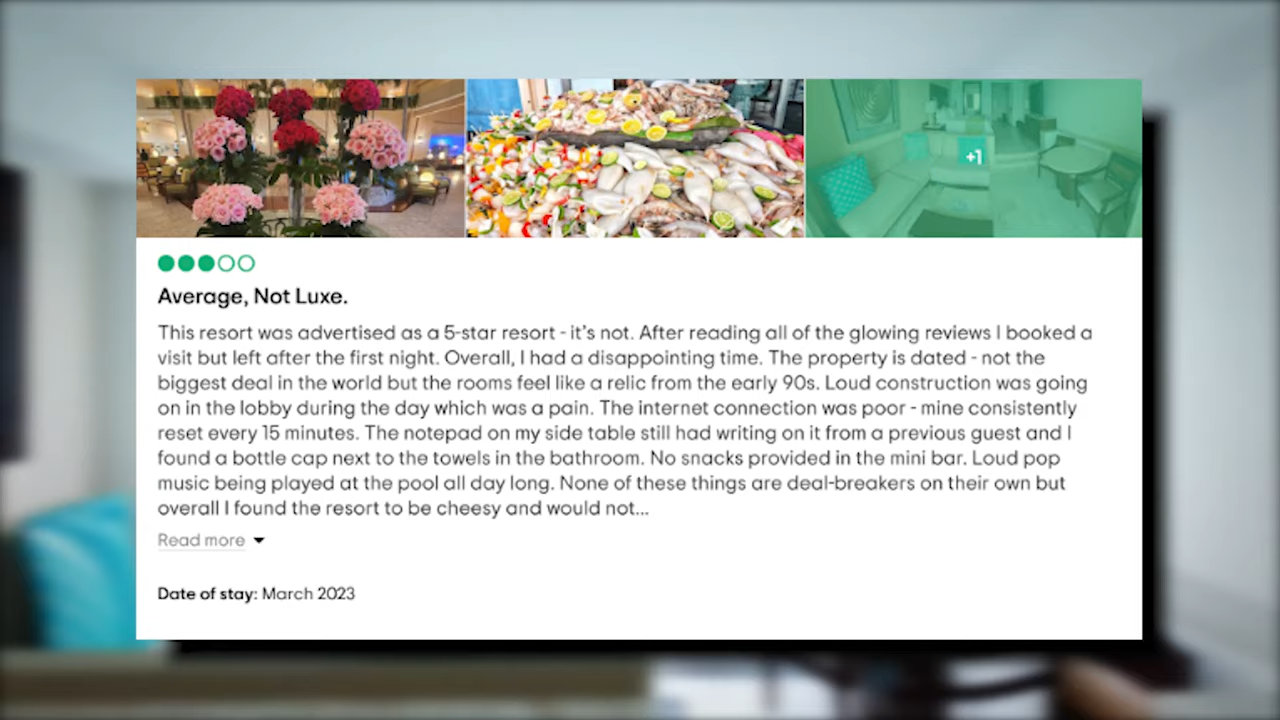 +1
Average, Not Luxe.
This resort was advertised as a 5-star resort - it's not. After reading all of the glowing reviews I booked a
visit but left after the first night. Overall, I had a disappointing time. The property is dated - not the
biggest deal in the world but the rooms feel like a relic from the early 90s. Loud construction was going
on in the lobby during the day which was a pain. The internet connection was poor - mine consistently
reset every 15 minutes. The notepad on my side table still had writing on it from a previous guest and I
found a bottle cap next to the towels in the bathroom. No snacks provided in the mini bar. Loud pop
music being played at the pool all day long. None of these things are deal-breakers on their own but
overall I found the resort to be cheesy and would not...
Read more
Date of stay: March 2023